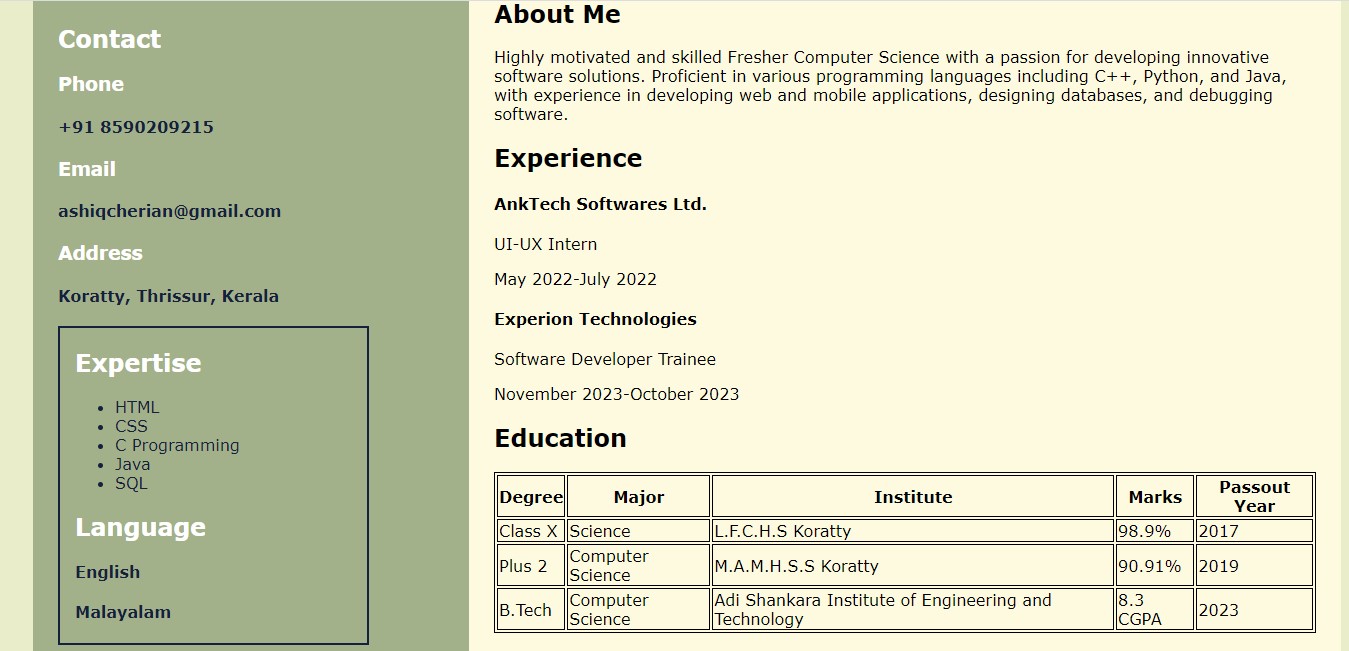 Contact
Phone
+91 8590209215
Email
ashiqcherian@gmail.com
Address
Koratty, Thrissur, Kerala
Expertise
• HTML
• CSS
• C Programming
• Java
• SQL
Language
English
Malayalam
About Me
Highly motivated and skilled Fresher Computer Science with a passion for developing innovative
software solutions. Proficient in various programming languages including C++, Python, and Java,
with experience in developing web and mobile applications, designing databases, and debugging
software.
Experience
AnkTech Softwares Ltd.
UI-UX Intern
May 2022-July 2022
Experion Technologies
Software Developer Trainee
November 2023-October 2023
Education
Degree Major Institute Marks Passout Year
Class X Science L.F.C.H.S Koratty 98.9% 2017
Plus 2 Computer Science M.A.M.H.S.S Koratty 90.91% 2019
B.Tech Computer Science Adi Shankara Institute of Engineering and Technology 8.3 CGPA 2023